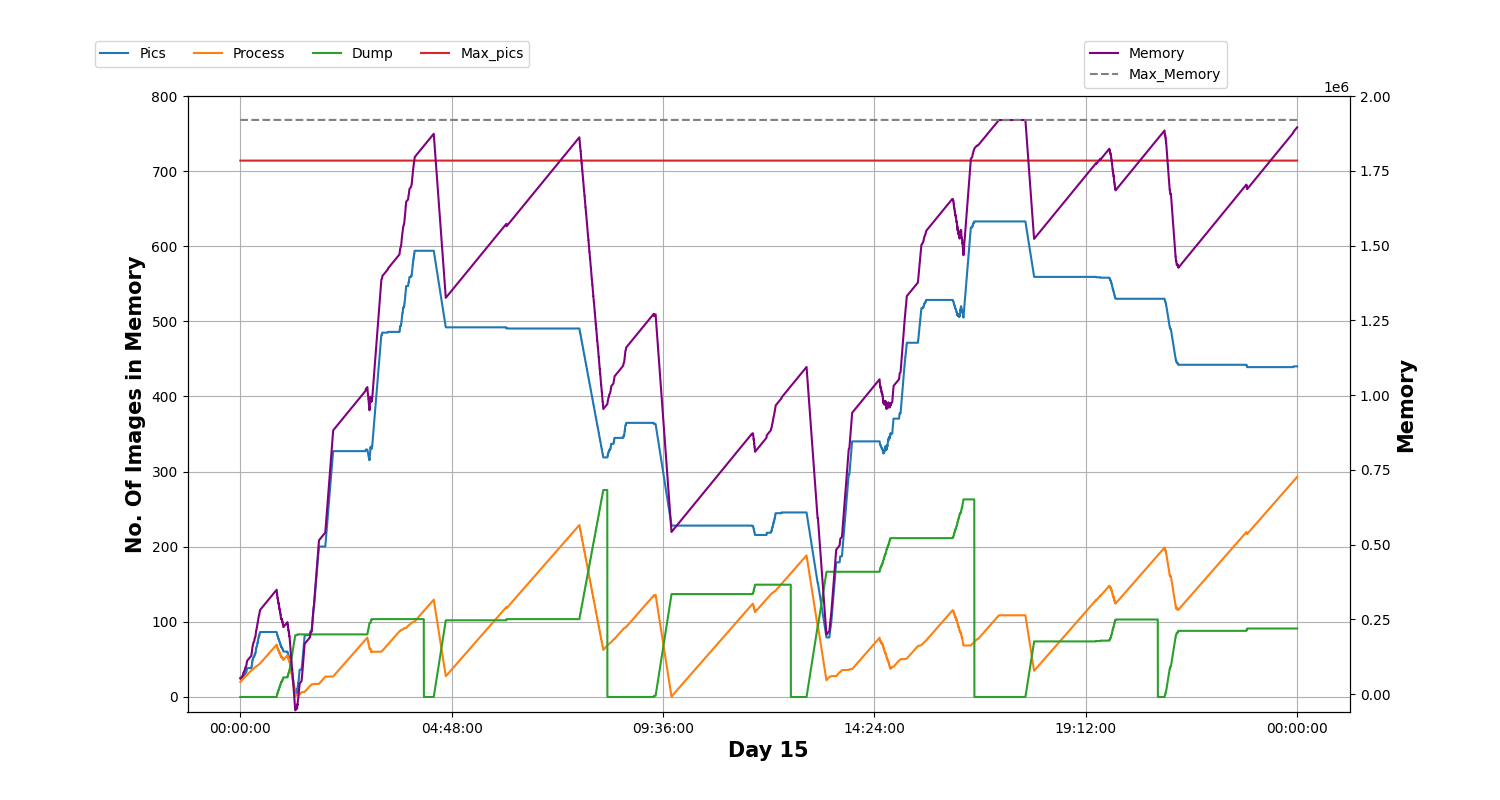 Pics Process Dump Max_pics
Memory
Max_Memory
1e6
800
700
600
500
400
300
200
100
0
No. Of Images in Memory
2.00
1.75
1.50
1.25
1.00
0.75
0.50
0.25
0.00
Memory
00:00:00 04:48:00 09:36:00 14:24:00 19:12:00 00:00:00
Day 15